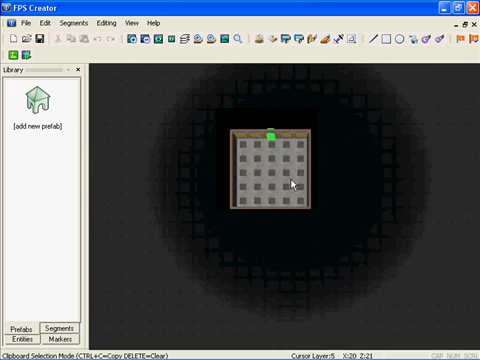 FPS Creator
File Edit Segments Editing View Help
Library
[add new prefab]
Prefabs Segments
Entities Markers
Clipboard Selection Mode (CTRL+C=Copy DELETE=Clear) Cursor Layer:5 X:20 Z:21 CAP NUM SCRL